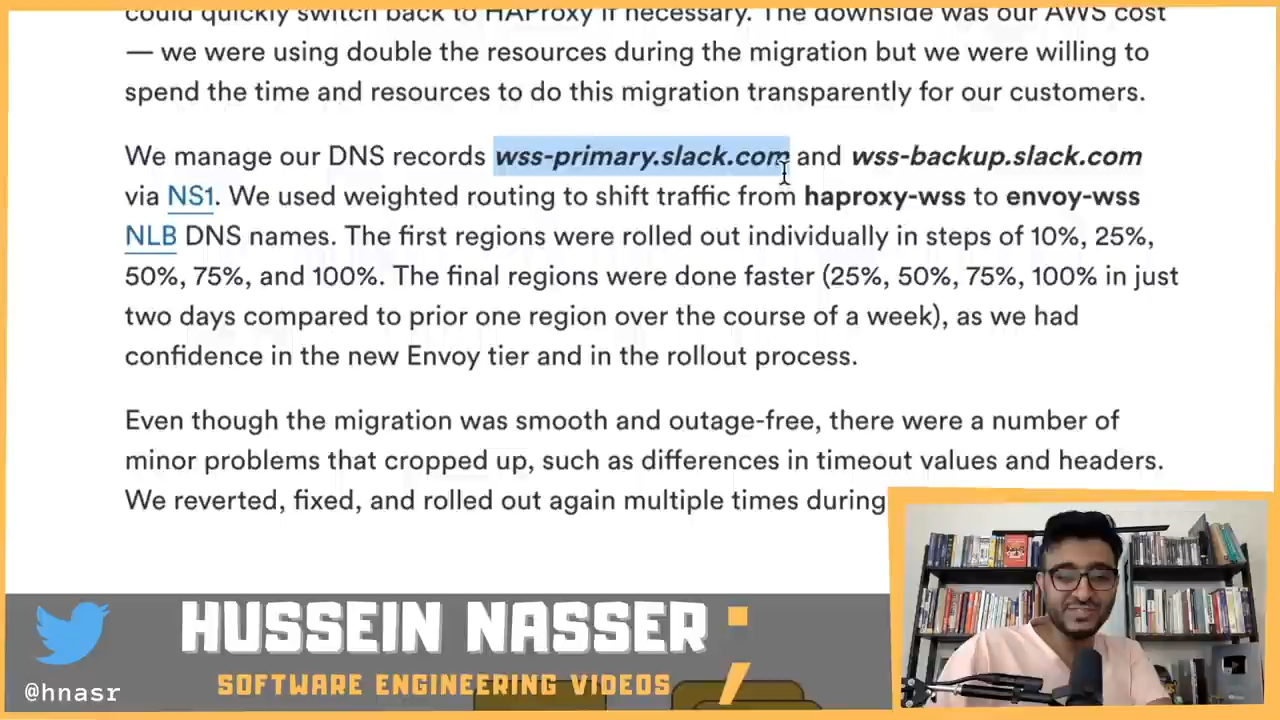 could quickly switch back to HAProxy if necessary. The downside was our AWS cost
— we were using double the resources during the migration but we were willing to
spend the time and resources to do this migration transparently for our customers.
We manage our DNS records wss-primary.slack.com and wss-backup.slack.com
via NS1. We used weighted routing to shift traffic from haproxy-wss to envoy-wss
NLB DNS names. The first regions were rolled out individually in steps of 10%, 25%,
50%, 75%, and 100%. The final regions were done faster (25%, 50%, 75%, 100% in just
two days compared to prior one region over the course of a week), as we had
confidence in the new Envoy tier and in the rollout process.
Even though the migration was smooth and outage-free, there were a number of
minor problems that cropped up, such as differences in timeout values and headers.
We reverted, fixed, and rolled out again multiple times during
HUSSEIN NASSER ;
SOFTWARE ENGINEERING VIDEOS
@hnasr